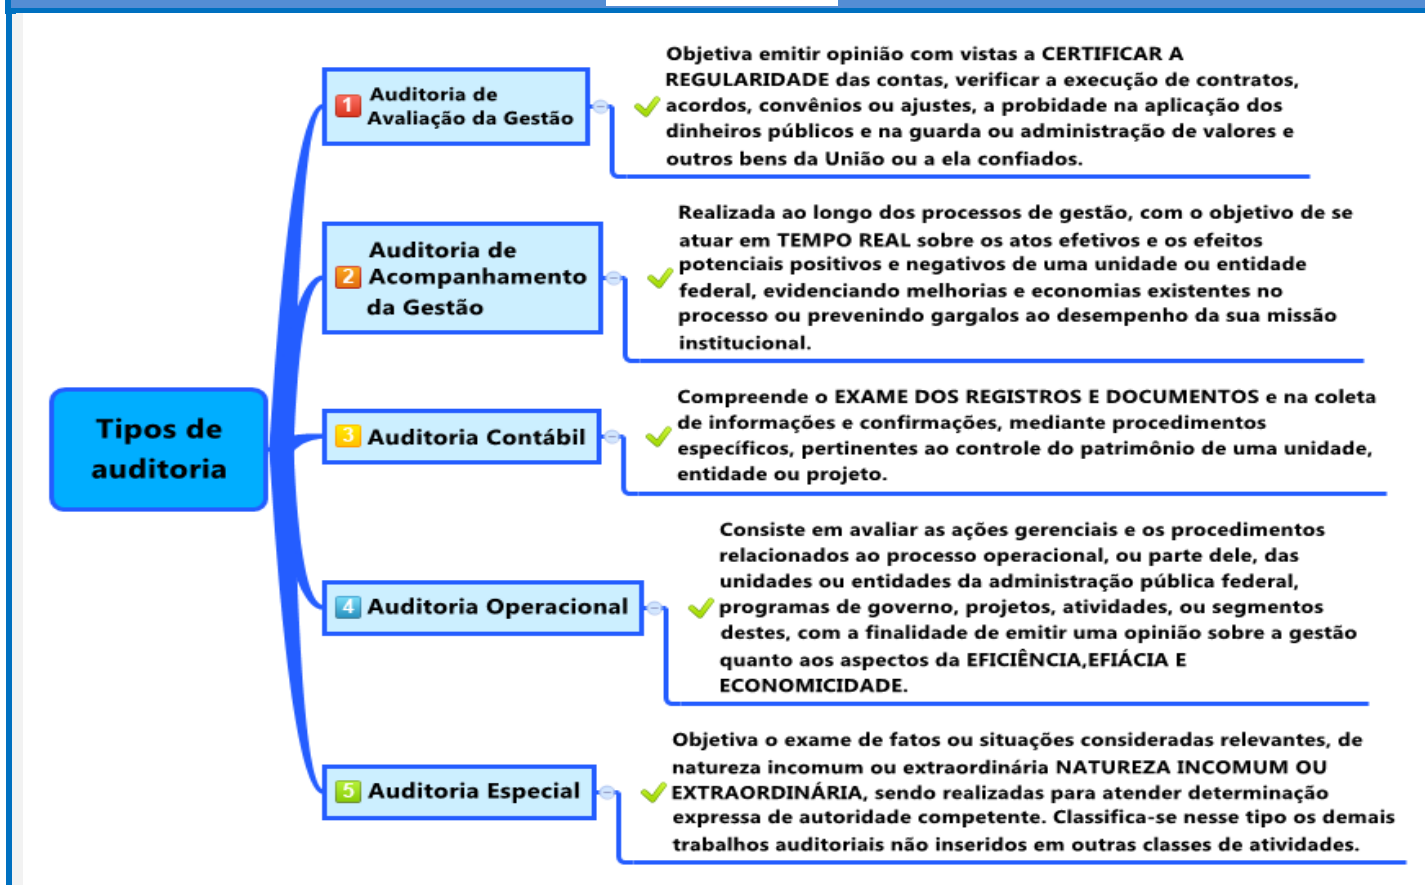 Tipos de
auditoria
1
Auditoria de
Avaliação da Gestão
Objetiva emitir opinião com vistas a CERTIFICAR A
REGULARIDADE das contas, verificar a execução de contratos,
acordos, convênios ou ajustes, a probidade na aplicação dos
dinheiros públicos e na guarda ou administração de valores e
outros bens da União ou a ela confiados.
2
Auditoria de
Acompanhamento
da Gestão
Realizada ao longo dos processos de gestão, com o objetivo de se
atuar em TEMPO REAL sobre os atos efetivos e os efeitos
potenciais positivos e negativos de uma unidade ou entidade
federal, evidenciando melhorias e economias existentes no
processo ou prevenindo gargalos ao desempenho da sua missão
institucional.
3
Auditoria Contábil
Compreende o EXAME DOS REGISTROS E DOCUMENTOS e na coleta
de informações e confirmações, mediante procedimentos
específicos, pertinentes ao controle do patrimônio de uma unidade,
entidade ou projeto.
4
Auditoria Operacional
Consiste em avaliar as ações gerenciais e os procedimentos
relacionados ao processo operacional, ou parte dele, das
unidades ou entidades da administração pública federal,
programas de governo, projetos, atividades, ou segmentos
destes, com a finalidade de emitir uma opinião sobre a gestão
quanto aos aspectos da EFICIÊNCIA,EFIÁCIA E
ECONOMICIDADE.
5
Auditoria Especial
Objetiva o exame de fatos ou situações consideradas relevantes, de
natureza incomum ou extraordinária NATUREZA INCOMUM OU
EXTRAORDINÁRIA, sendo realizadas para atender determinação
expressa de autoridade competente. Classifica-se nesse tipo os demais
trabalhos auditoriais não inseridos em outras classes de atividades.